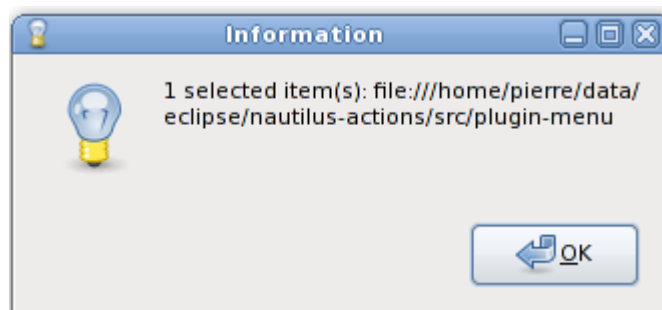 Information
1 selected item(s): file:///home/pierre/data/
eclipse/nautilus-actions/src/plugin-menu
OK